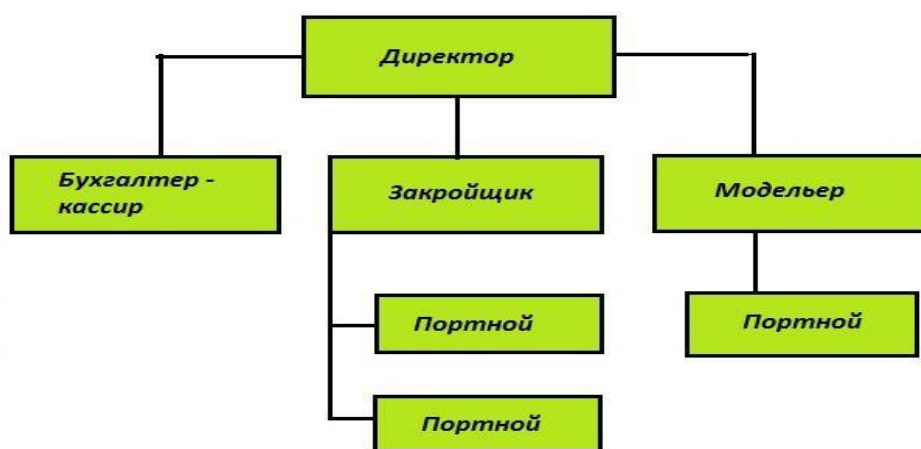 Директор
Бухгалтер -
кассир
Закройщик
Модельер
Портной
Портной
Портной